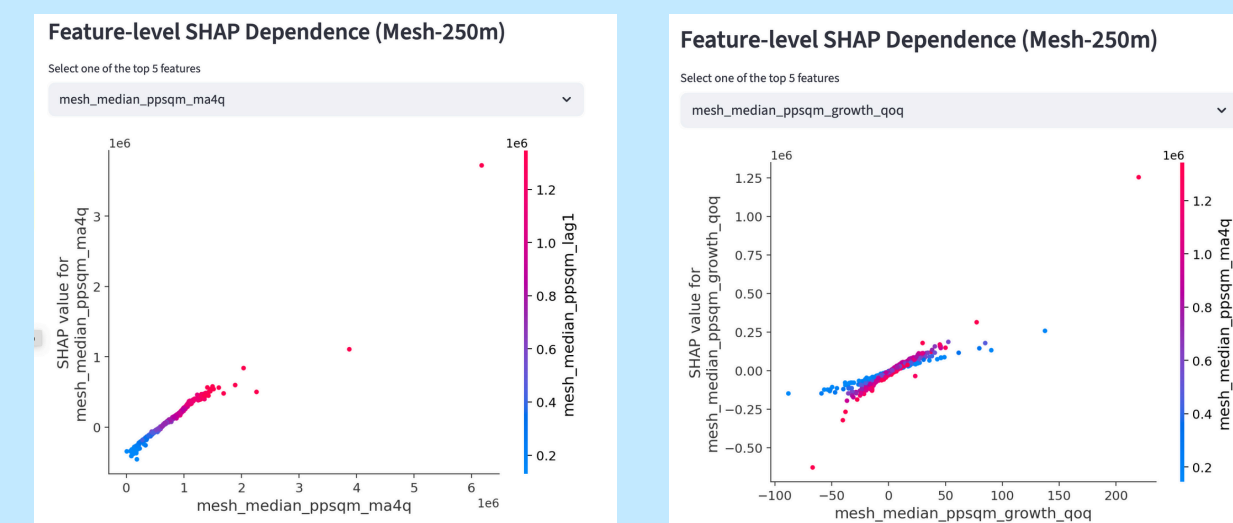 Feature-level SHAP Dependence (Mesh-250m)
Select one of the top 5 features
mesh_median_ppsqm_ma4q
1e6
3
2
1
0
SHAP value for
mesh_median_ppsqm_ma4q
0 1 2 3 4 5 6
1e6
mesh_median_ppsqm_ma4q
1e6
1.2
1.0
0.8
0.6
0.4
0.2
mesh_median_ppsqm_lag1
Feature-level SHAP Dependence (Mesh-250m)
Select one of the top 5 features
mesh_median_ppsqm_growth_qoq
1e6
1.25
1.00
0.75
0.50
0.25
0.00
−0.25
−0.50
SHAP value for
mesh_median_ppsqm_growth_qoq
−100 −50 0 50 100 150 200
mesh_median_ppsqm_growth_qoq
1e6
1.2
1.0
0.8
0.6
0.4
0.2
mesh_median_ppsqm_ma4q